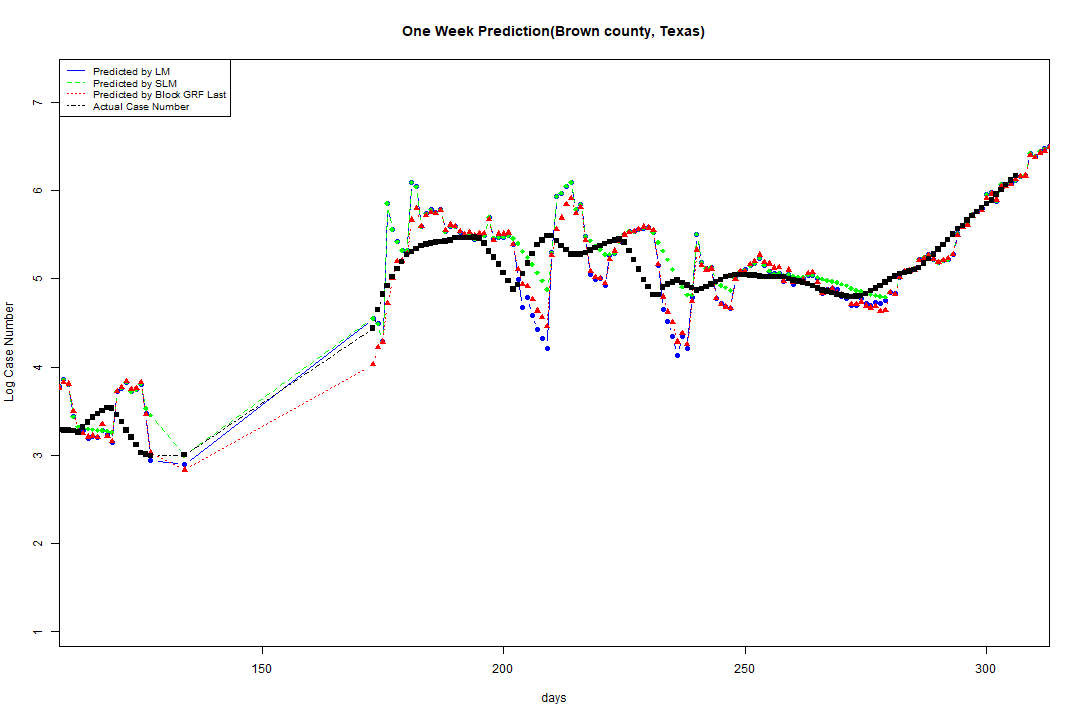 One Week Prediction(Brown county, Texas)
Predicted by LM
Predicted by SLM
Predicted by Block GRF Last
Actual Case Number
7
6
5
4
3
2
1
Log Case Number
150 200 250 300
days